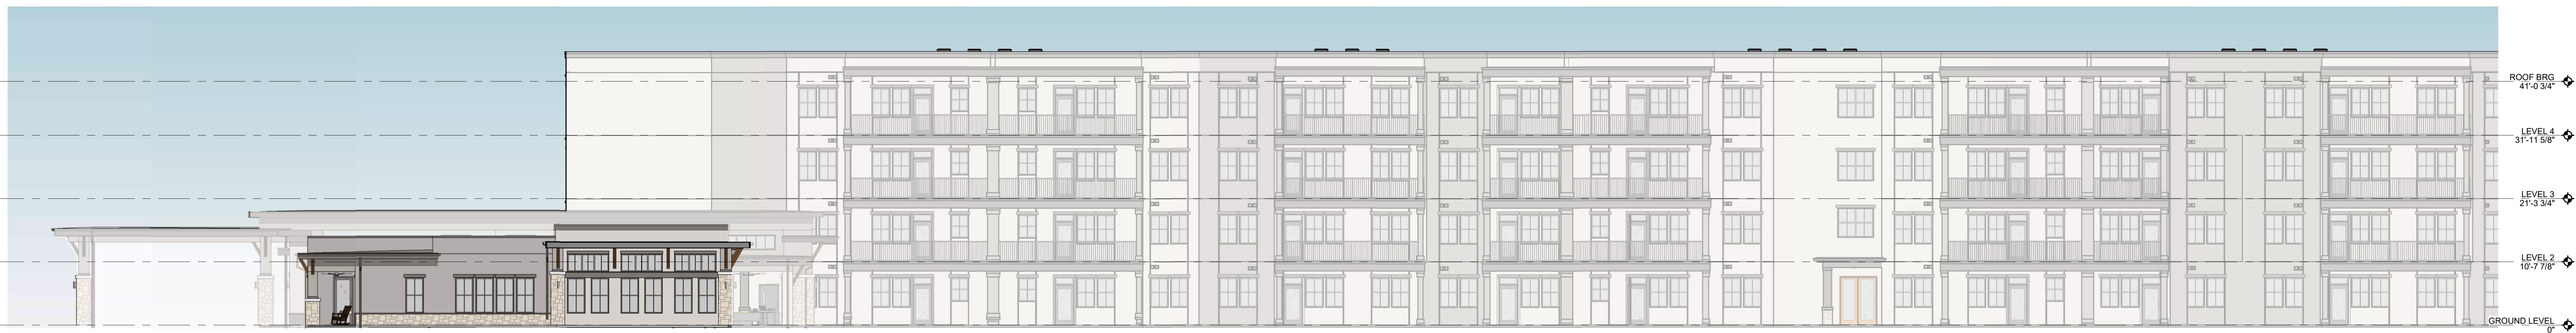 ROOF BRG
41'-0 3/4"
LEVEL 4
31'-11 5/8"
LEVEL 3
21'-3 3/4"
LEVEL 2
10'-7 7/8"
GROUND LEVEL
0"